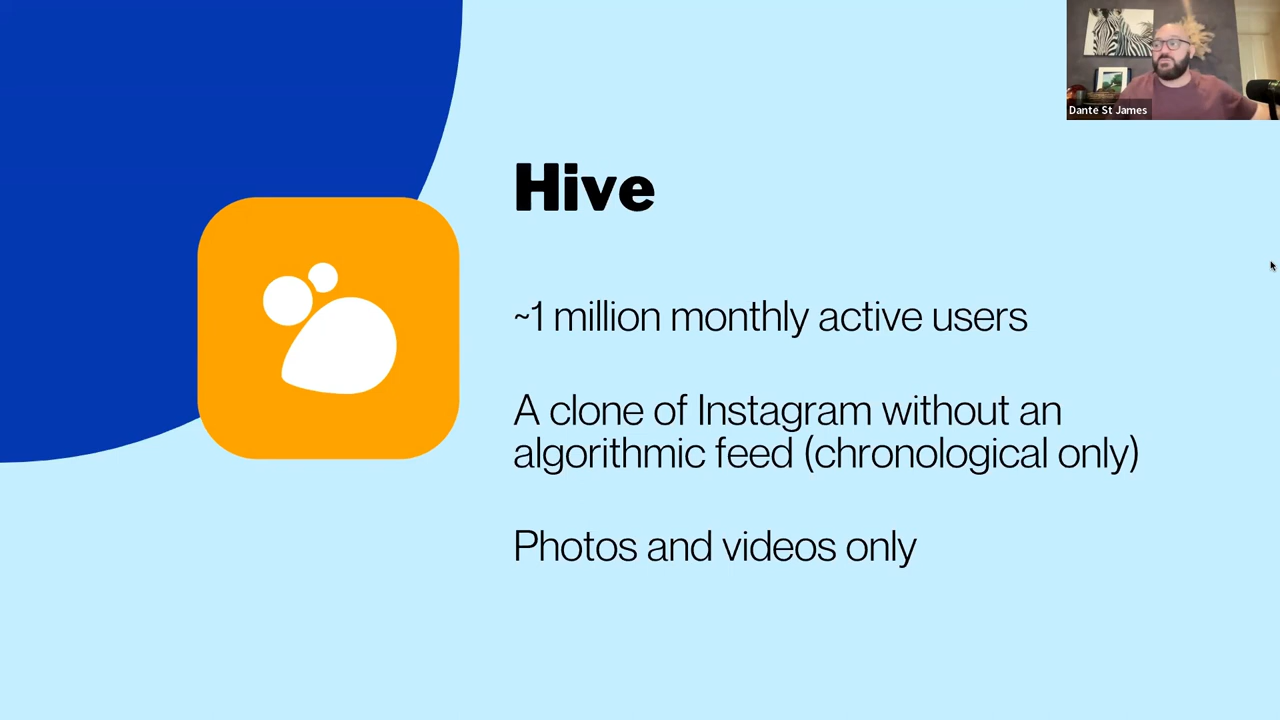 Dante St James
Hive
~1 million monthly active users
A clone of Instagram without an
algorithmic feed (chronological only)
Photos and videos only